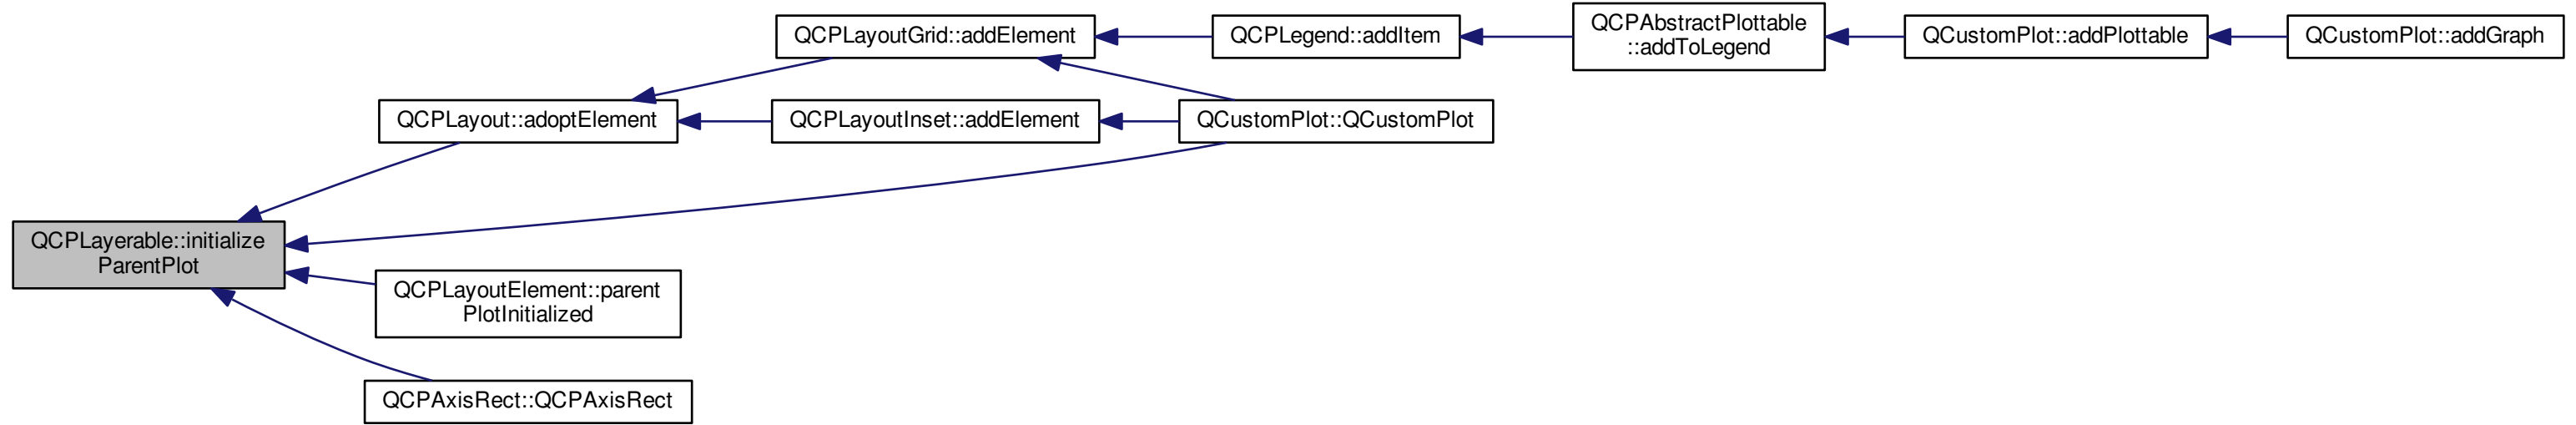 QCPLayoutGrid::addElement
QCPLegend::addItem
QCPAbstractPlottable
::addToLegend
QCustomPlot::addPlottable
QCustomPlot::addGraph
QCPLayout::adoptElement
QCPLayoutInset::addElement
QCustomPlot::QCustomPlot
QCPLayerable::initialize
ParentPlot
QCPLayoutElement::parent
PlotInitialized
QCPAxisRect::QCPAxisRect